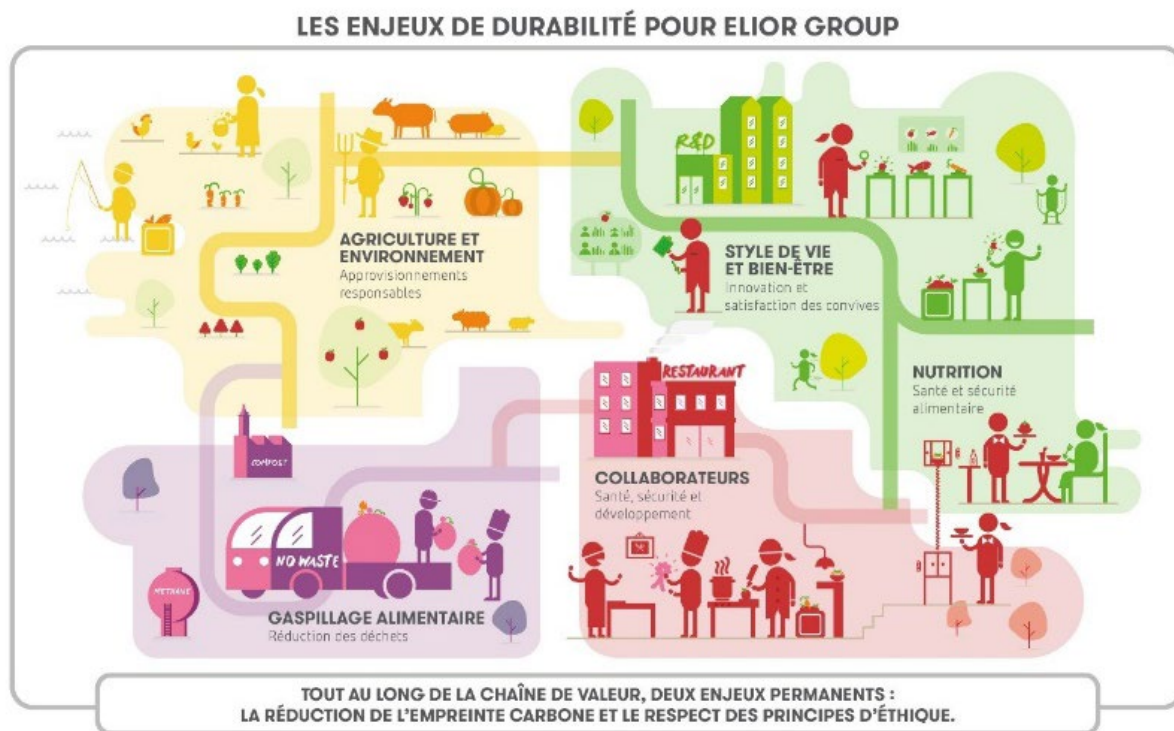 LES ENJEUX DE DURABILITÉ POUR ELIOR GROUP
R&D
AGRICULTURE ET
ENVIRONNEMENT
Approvisionnements
responsables
STYLE DE VIE
ET BIEN-ÊTRE
Innovation et
satisfaction des convives
RESTAURANT
NUTRITION
Santé et sécurité
alimentaire
COMPOST
COLLABORATEURS
Santé, sécurité et
développement
NO WASTE
METHANE
GASPILLAGE ALIMENTAIRE
Réduction des déchets
TOUT AU LONG DE LA CHAÎNE DE VALEUR, DEUX ENJEUX PERMANENTS :
LA RÉDUCTION DE L'EMPREINTE CARBONE ET LE RESPECT DES PRINCIPES D'ÉTHIQUE.